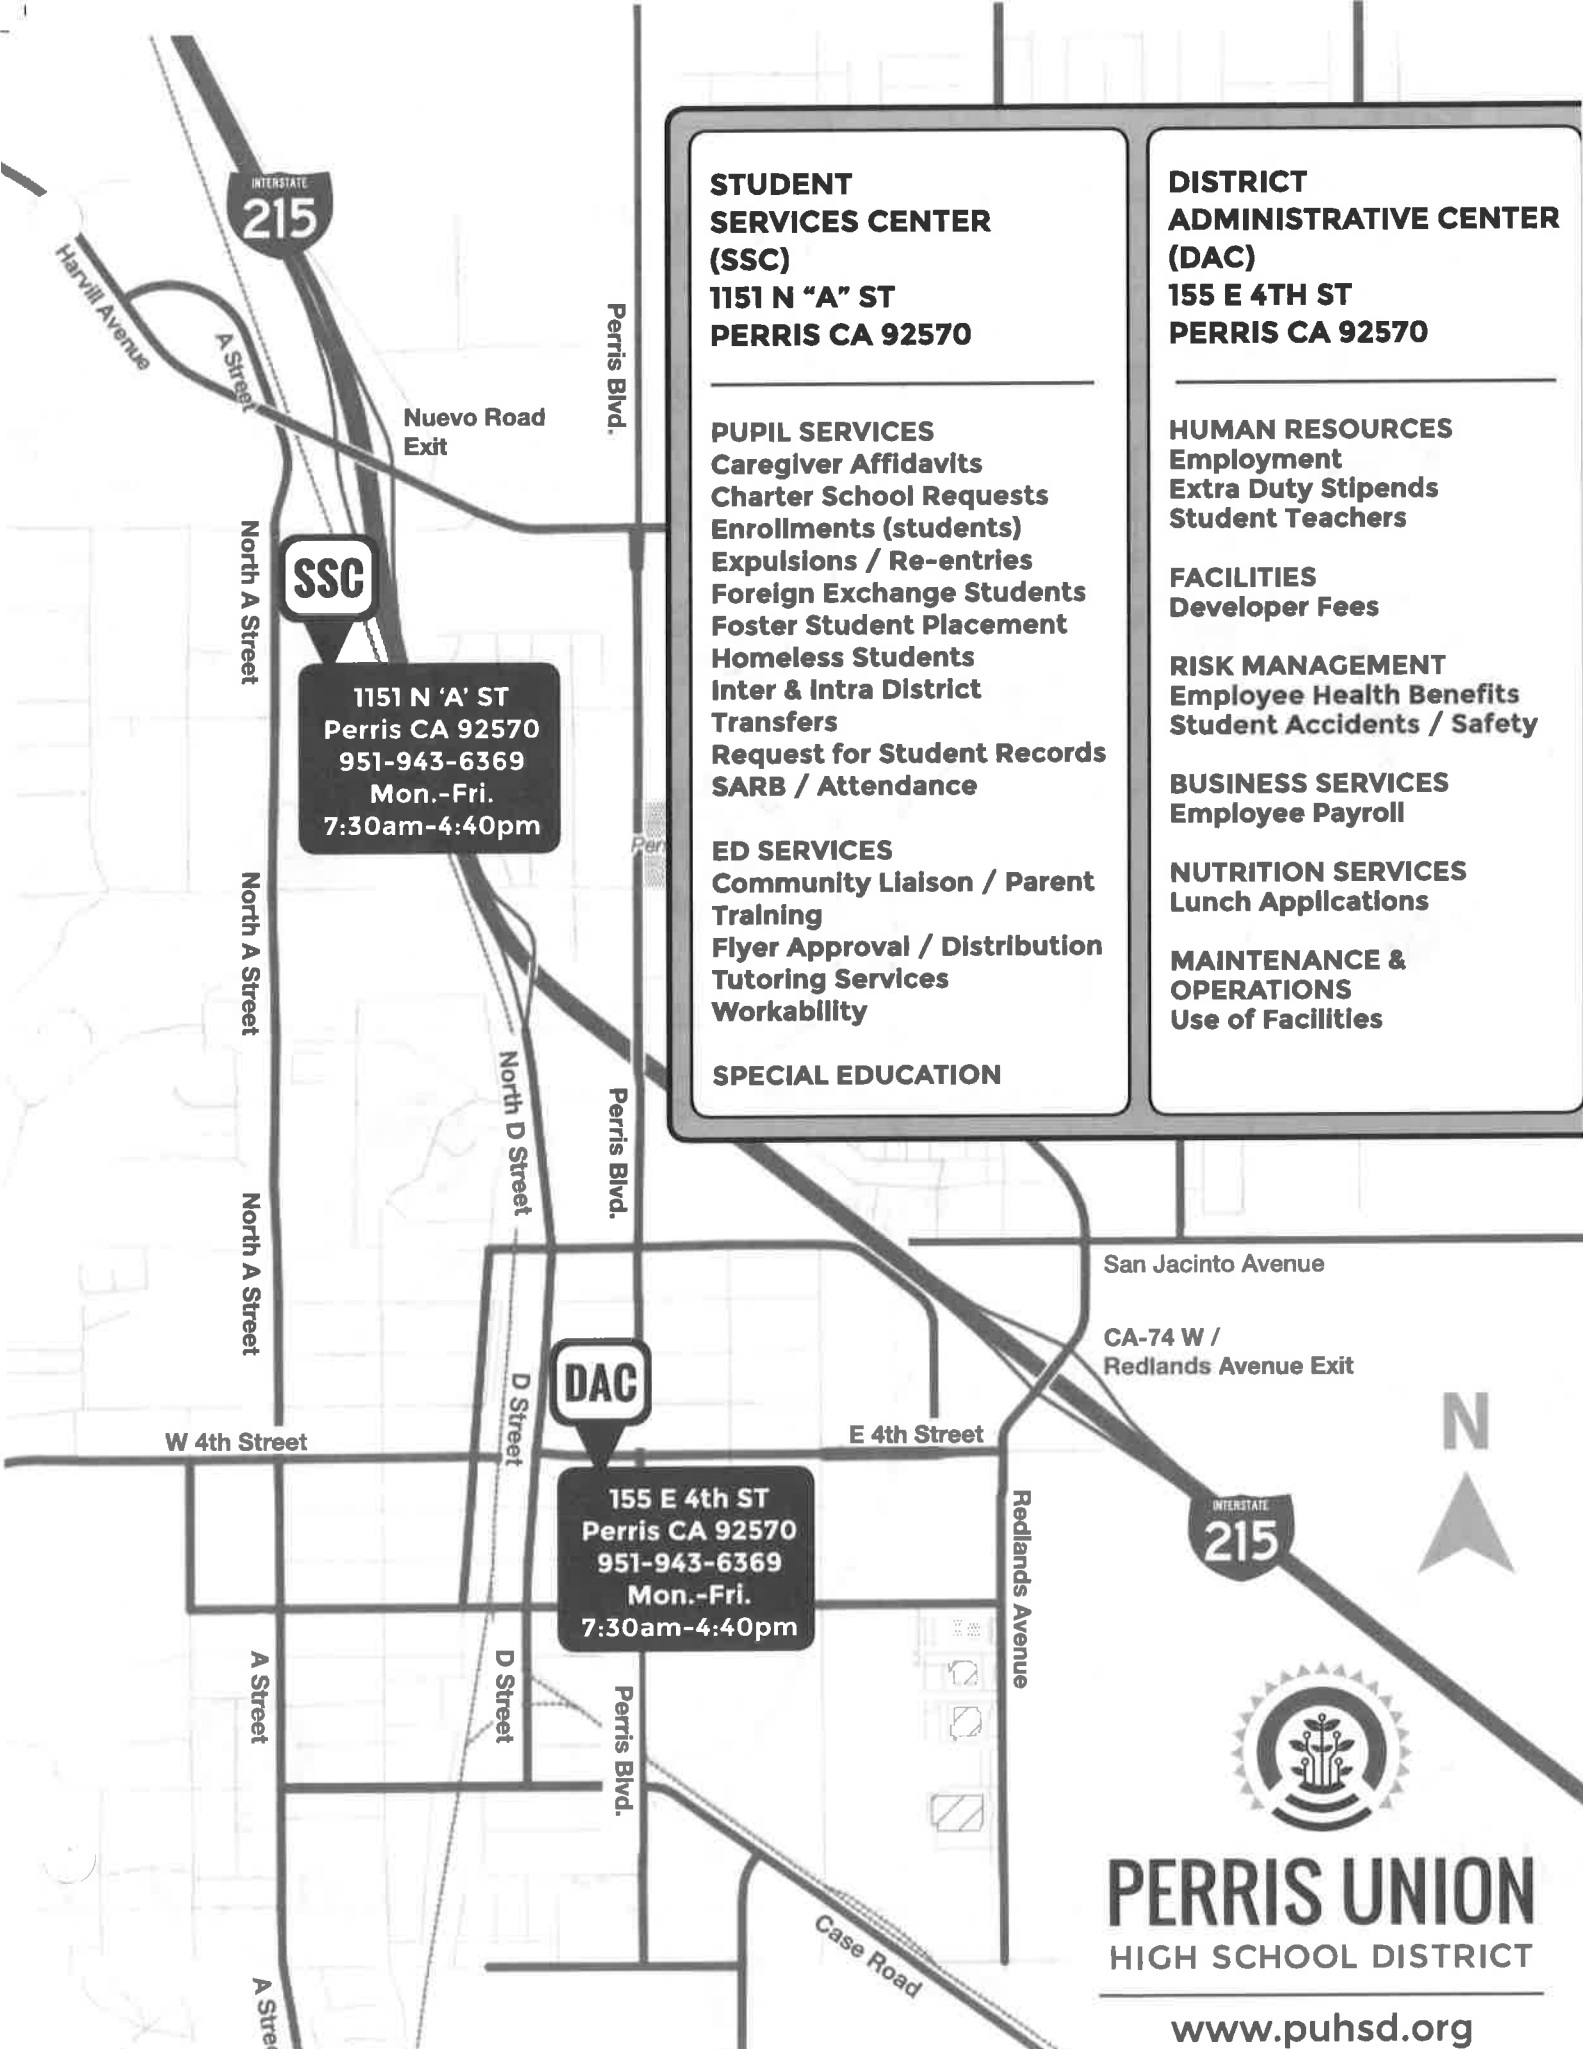 INTERSTATE
215
Harvill Avenue
A Street
Nuevo Road
Exit
Perris Blvd.
STUDENT
SERVICES CENTER
(SSC)
1151 N “A” ST
PERRIS CA 92570
PUPIL SERVICES
Caregiver Affidavits
Charter School Requests
Enrollments (students)
Expulsions / Re-entries
Foreign Exchange Students
Foster Student Placement
Homeless Students
Inter & Intra District
Transfers
Request for Student Records
SARB / Attendance
ED SERVICES
Community Liaison / Parent
Training
Flyer Approval / Distribution
Tutoring Services
Workability
SPECIAL EDUCATION
DISTRICT
ADMINISTRATIVE CENTER
(DAC)
155 E 4TH ST
PERRIS CA 92570
HUMAN RESOURCES
Employment
Extra Duty Stipends
Student Teachers
FACILITIES
Developer Fees
RISK MANAGEMENT
Employee Health Benefits
Student Accidents / Safety
BUSINESS SERVICES
Employee Payroll
NUTRITION SERVICES
Lunch Applications
MAINTENANCE &
OPERATIONS
Use of Facilities
North A Street
SSC
1151 N ‘A’ ST
Perris CA 92570
951-943-6369
Mon.-Fri.
7:30am-4:40pm
North A Street
North D Street
Perris Blvd.
North A Street
San Jacinto Avenue
CA-74 W /
Redlands Avenue Exit
DAC
D Street
W 4th Street
E 4th Street
N
155 E 4th ST
Perris CA 92570
951-943-6369
Mon.-Fri.
7:30am-4:40pm
Redlands Avenue
INTERSTATE
215
A Street
D Street
Perris Blvd.
Case Road
A Stree
PERRIS UNION
HIGH SCHOOL DISTRICT
www.puhsd.org